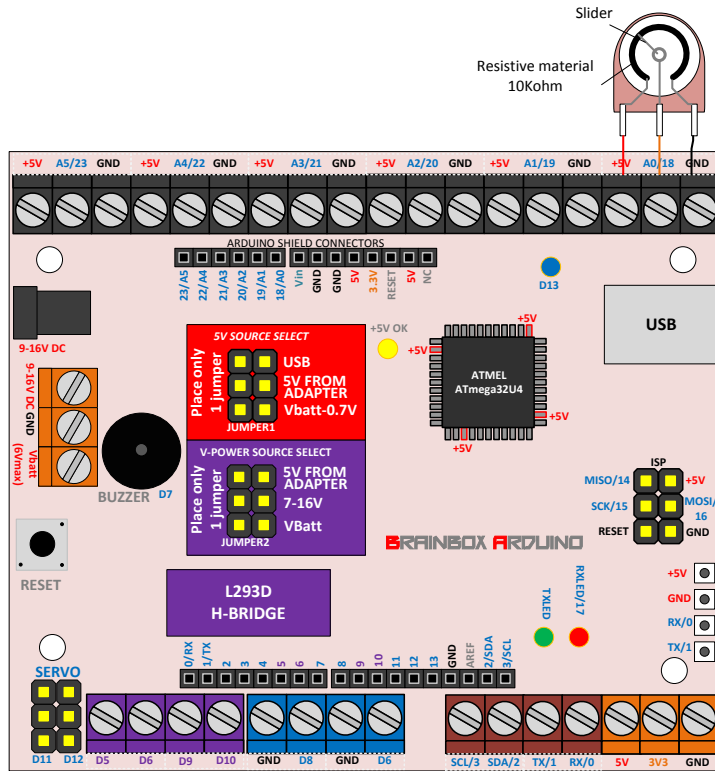 Slider
Resistive material
10Kohm
+5V A5/23 GND +5V A4/22 GND +5V A3/21 GND +5V A2/20 GND +5V A1/19 GND +5V A0/18 GND
ARDUINO SHIELD CONNECTORS
23/A5 22/A4 21/A3 20/A2 19/A1 18/A0 Vin GND GND 5V 3.3V RESET 5V NC
D13
9-16V DC
USB
+5V OK
5V SOURCE SELECT
Place only
1 jumper
USB
5V FROM
ADAPTER
Vbatt-0.7V
JUMPER1
+5V
+5V
ATMEL
ATmega32U4
+5V
+5V
9-16V DC GND Vbatt
(6Vmax)
BUZZER D7
V-POWER SOURCE SELECT
Place only
1 jumper
5V FROM
ADAPTER
7-16V
VBatt
JUMPER2
ISP
MISO/14 +5V
SCK/15 MOSI/
16
RESET GND
BRAINBOX ARDUINO
RESET
L293D
H-BRIDGE
TXLED RXLED/17
+5V
GND
RX/0
TX/1
0/RX 1/TX 2 3 4 5 6 7 8 9 10 11 12 13 GND AREF 2/SDA 3/SCL
SERVO
D11 D12
D5 D6 D9 D10 GND D8 GND D6 SCL/3 SDA/2 TX/1 RX/0 5V 3V3 GND